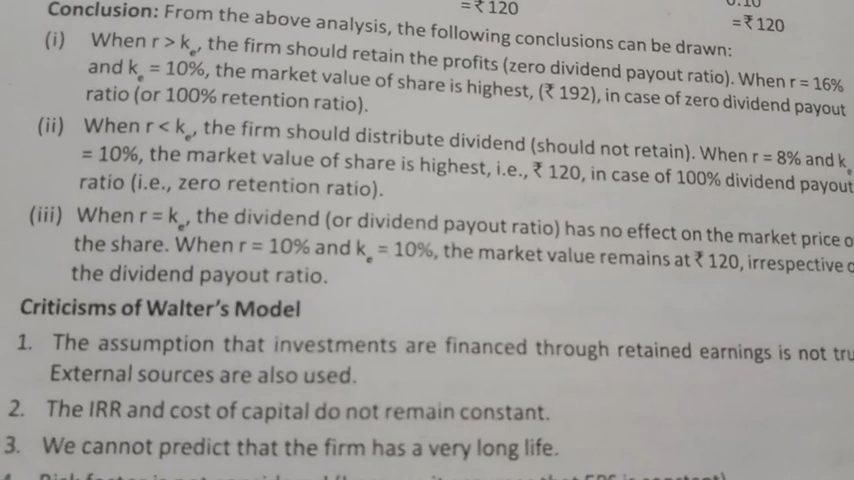 = ₹ 120
0.10
= ₹ 120
Conclusion: From the above analysis, the following conclusions can be drawn:
(i) When r > kₑ, the firm should retain the profits (zero dividend payout ratio). When r = 16%
and kₑ = 10%, the market value of share is highest, (₹ 192), in case of zero dividend payout
ratio (or 100% retention ratio).
(ii) When r < kₑ, the firm should distribute dividend (should not retain). When r = 8% and kₑ
= 10%, the market value of share is highest, i.e., ₹ 120, in case of 100% dividend payout
ratio (i.e., zero retention ratio).
(iii) When r = kₑ, the dividend (or dividend payout ratio) has no effect on the market price
the share. When r = 10% and kₑ = 10%, the market value remains at ₹ 120, irrespective
the dividend payout ratio.
Criticisms of Walter's Model
1. The assumption that investments are financed through retained earnings is not
External sources are also used.
2. The IRR and cost of capital do not remain constant.
3. We cannot predict that the firm has a very long life.